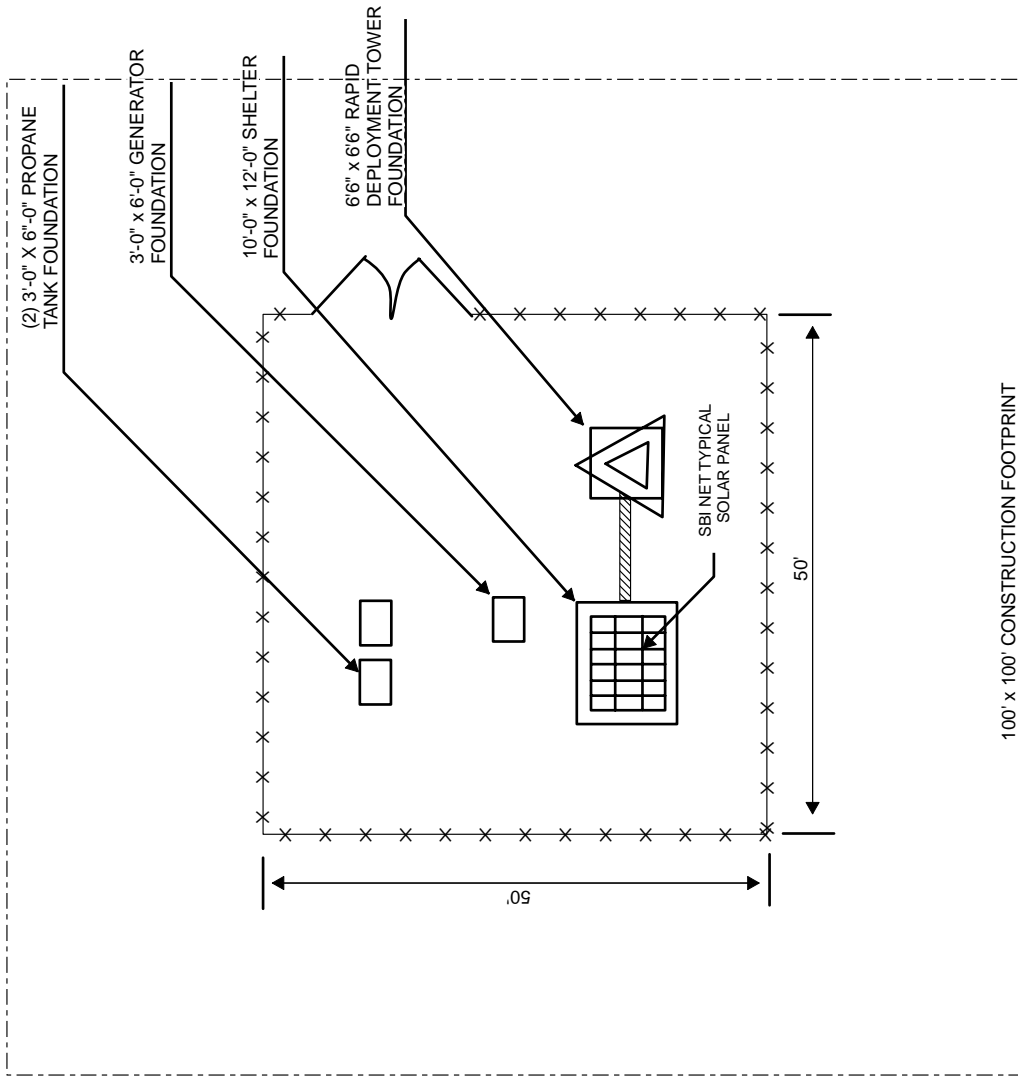 (2) 3'-0" X 6"-0" PROPANE
TANK FOUNDATION
3'-0" x 6'-0" GENERATOR
FOUNDATION
10'-0" x 12'-0" SHELTER
FOUNDATION
6'6" x 6'6" RAPID
DEPLOYMENT TOWER
FOUNDATION
SBI NET TYPICAL
SOLAR PANEL
50'
50'
100' x 100' CONSTRUCTION FOOTPRINT